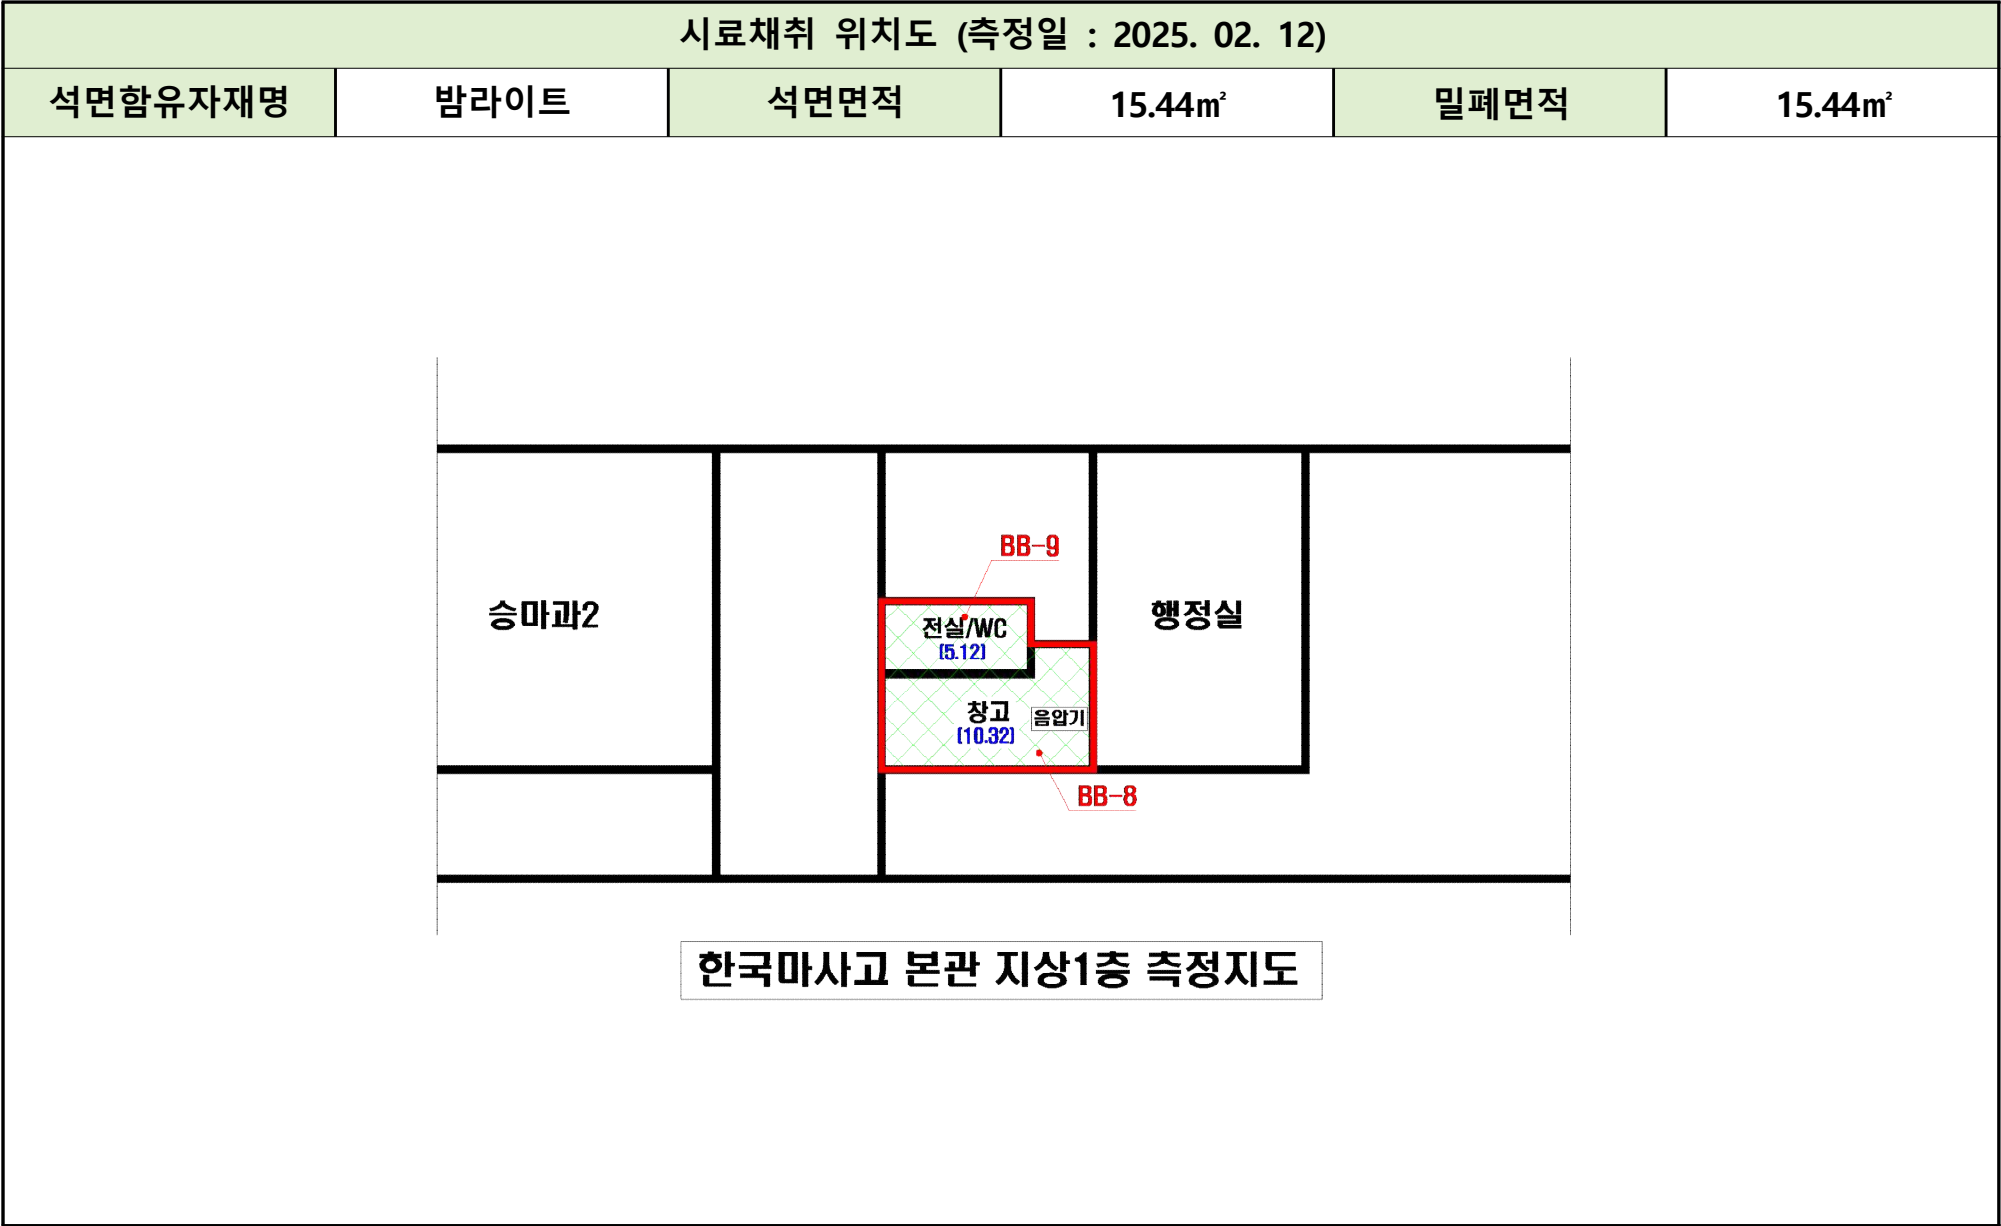 시료채취 위치도 (측정일 : 2025. 02. 12)
석면함유자재명 밤라이트 석면면적 15.44㎡ 밀폐면적 15.44㎡
BB-9
승마과2
전실/WC
(5.12)
행정실
창고
(10.32)
음압기
BB-8
한국마사고 본관 지상1층 측정지도